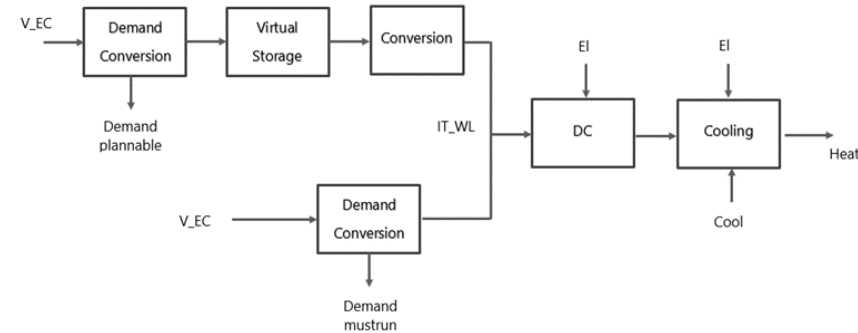 V_EC
Demand
Conversion
Virtual
Storage
Conversion
El
El
Demand
plannable
IT_WL
DC
Cooling
Heat
V_EC
Demand
Conversion
Cool
Demand
mustrun